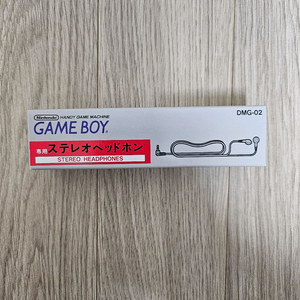 Nintendo HANDY GAME MACHINE
GAME BOY
DMG-02
専用 ステレオヘッドホン
STEREO HEADPHONES